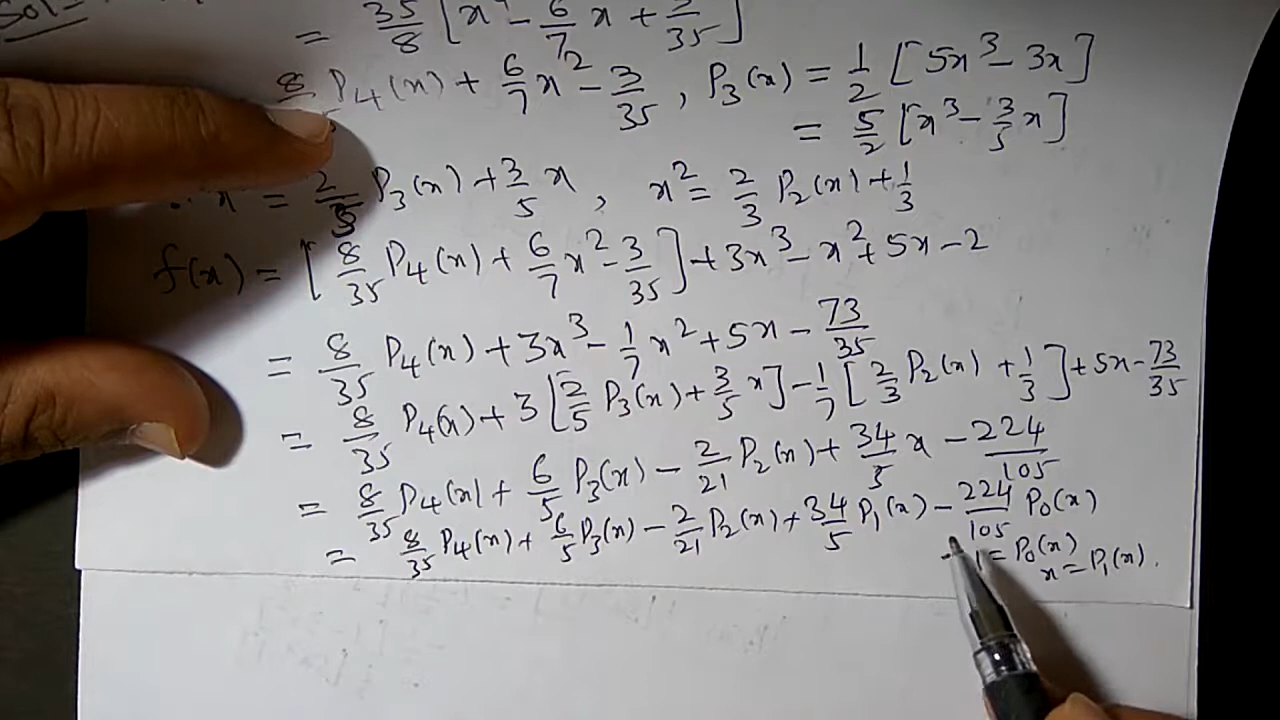 Sol:-
= 35/8 [x⁴ - 6/7 x² + 3/35]
8/35 P₄(x) + 6/7 x² - 3/35 , P₃(x) = 1/2 [5x³ - 3x]
= 5/2 [x³ - 3/5 x]
= 2/5 P₃(x) + 3/5 x , x² = 2/3 P₂(x) + 1/3
f(x) = [8/35 P₄(x) + 6/7 x² - 3/35] + 3x³ - x² + 5x - 2
= 8/35 P₄(x) + 3x³ - 1/7 x² + 5x - 73/35
= 8/35 P₄(x) + 3[2/5 P₃(x) + 3/5 x] - 1/7 [2/3 P₂(x) + 1/3] + 5x - 73/35
= 8/35 P₄(x) + 6/5 P₃(x) - 2/21 P₂(x) + 34/5 x - 224/105
= 8/35 P₄(x) + 6/5 P₃(x) - 2/21 P₂(x) + 34/5 P₁(x) - 224/105 P₀(x)
1 = P₀(x)
x = P₁(x).